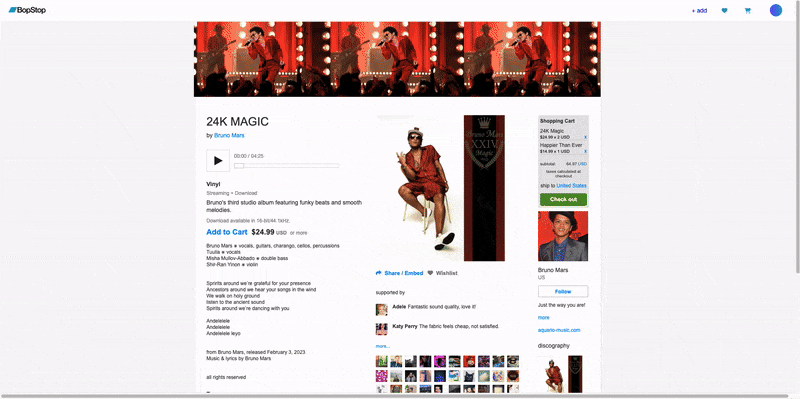 BopStop
+ add
24K MAGIC
by Bruno Mars
00:00 / 04:25
Vinyl
Streaming + Download
Bruno's third studio album featuring funky beats and smooth
melodies.
Download available in 16-bit/44.1kHz.
Add to Cart $24.99 USD or more
Bruno Mars ★ vocals, guitars, charango, cellos, percussions
Tuulia ★ vocals
Misha Mullov-Abbado ★ double bass
Shir-Ran Yinon ★ violin
Spirits around we're grateful for your presence
Ancestors around we hear your songs in the wind
We walk on holy ground
listen to the ancient sound
Spirits around we're dancing with you
Andelelele
Andelelele
Andelelele leyo
from Bruno Mars, released February 3, 2023
Music & lyrics by Bruno Mars
all rights reserved
Bruno Mars
XXIV
Magic
Share / Embed
Wishlist
supported by
Adele Fantastic sound quality, love it!
Katy Perry The fabric feels cheap, not satisfied.
more...
Shopping Cart
24K Magic
$24.99 x 2 USD x
Happier Than Ever
$14.99 x 1 USD x
subtotal: 64.97 USD
taxes calculated at
checkout
ship to United States
Check out
Bruno Mars
US
Follow
Just the way you are!
more
aquario-music.com
discography